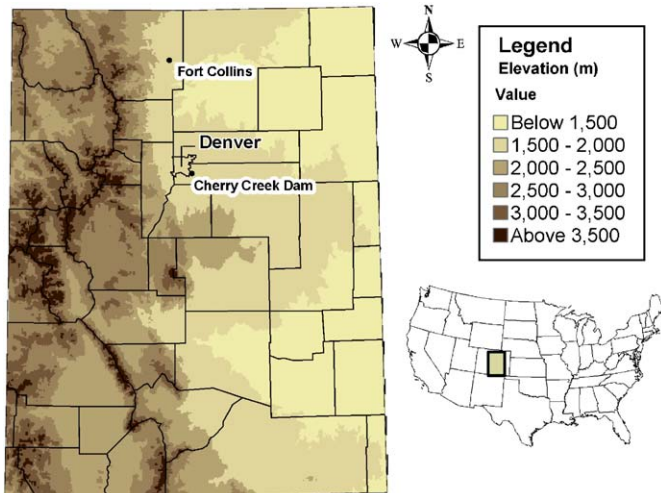 Fort Collins
Denver
Cherry Creek Dam
N
W E
S
Legend
Elevation (m)
Value
Below 1,500
1,500 - 2,000
2,000 - 2,500
2,500 - 3,000
3,000 - 3,500
Above 3,500